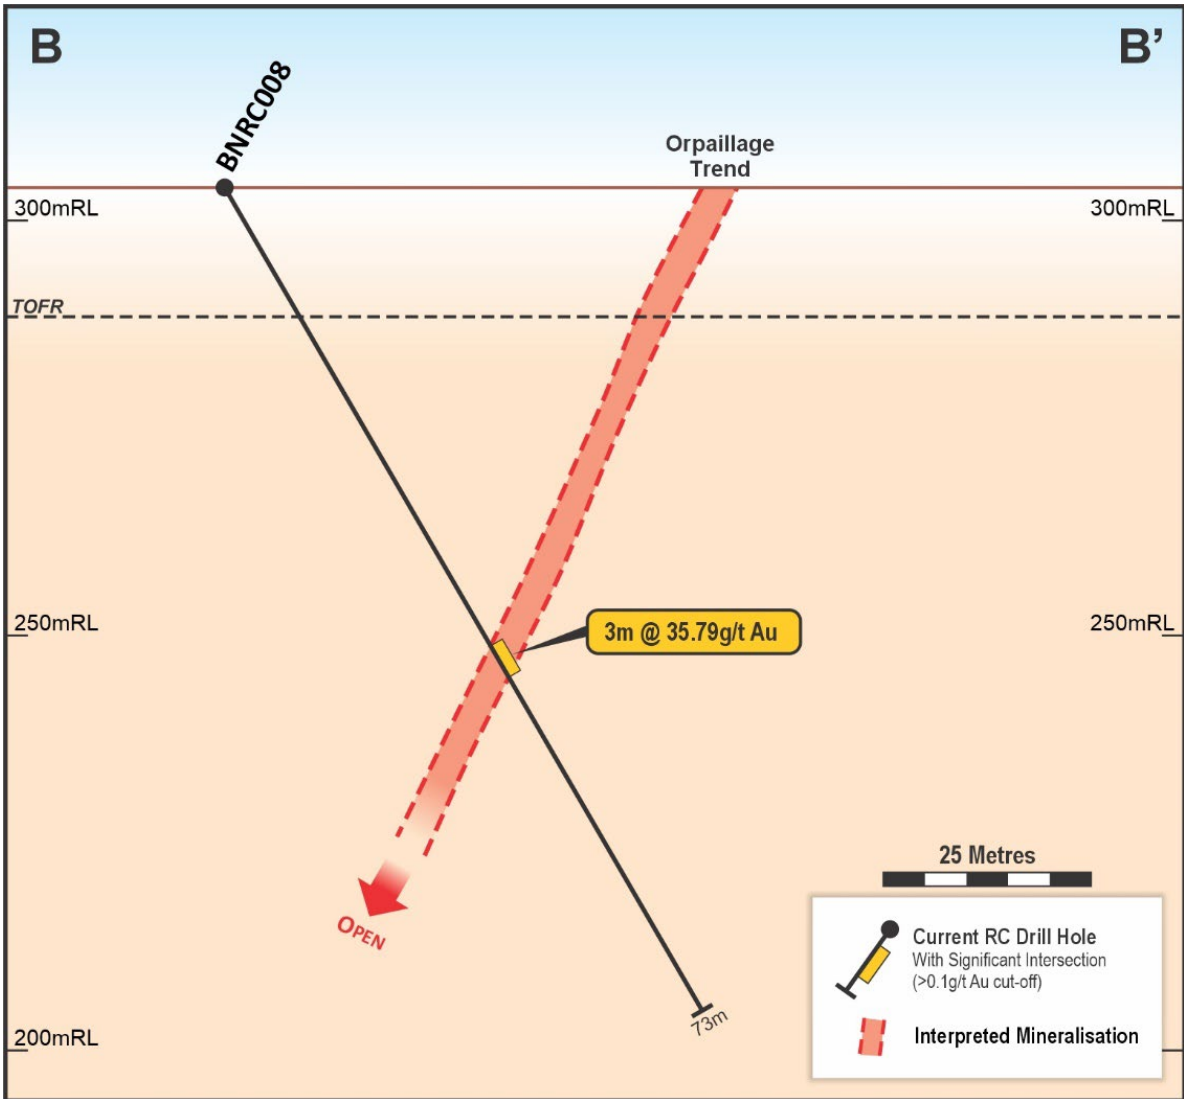 B
B’
BNRC008
Orpaillage
Trend
300mRL
300mRL
TOFR
250mRL
250mRL
3m @ 35.79g/t Au
OPEN
25 Metres
Current RC Drill Hole
With Significant Intersection
(>0.1g/t Au cut-off)
Interpreted Mineralisation
73m
200mRL